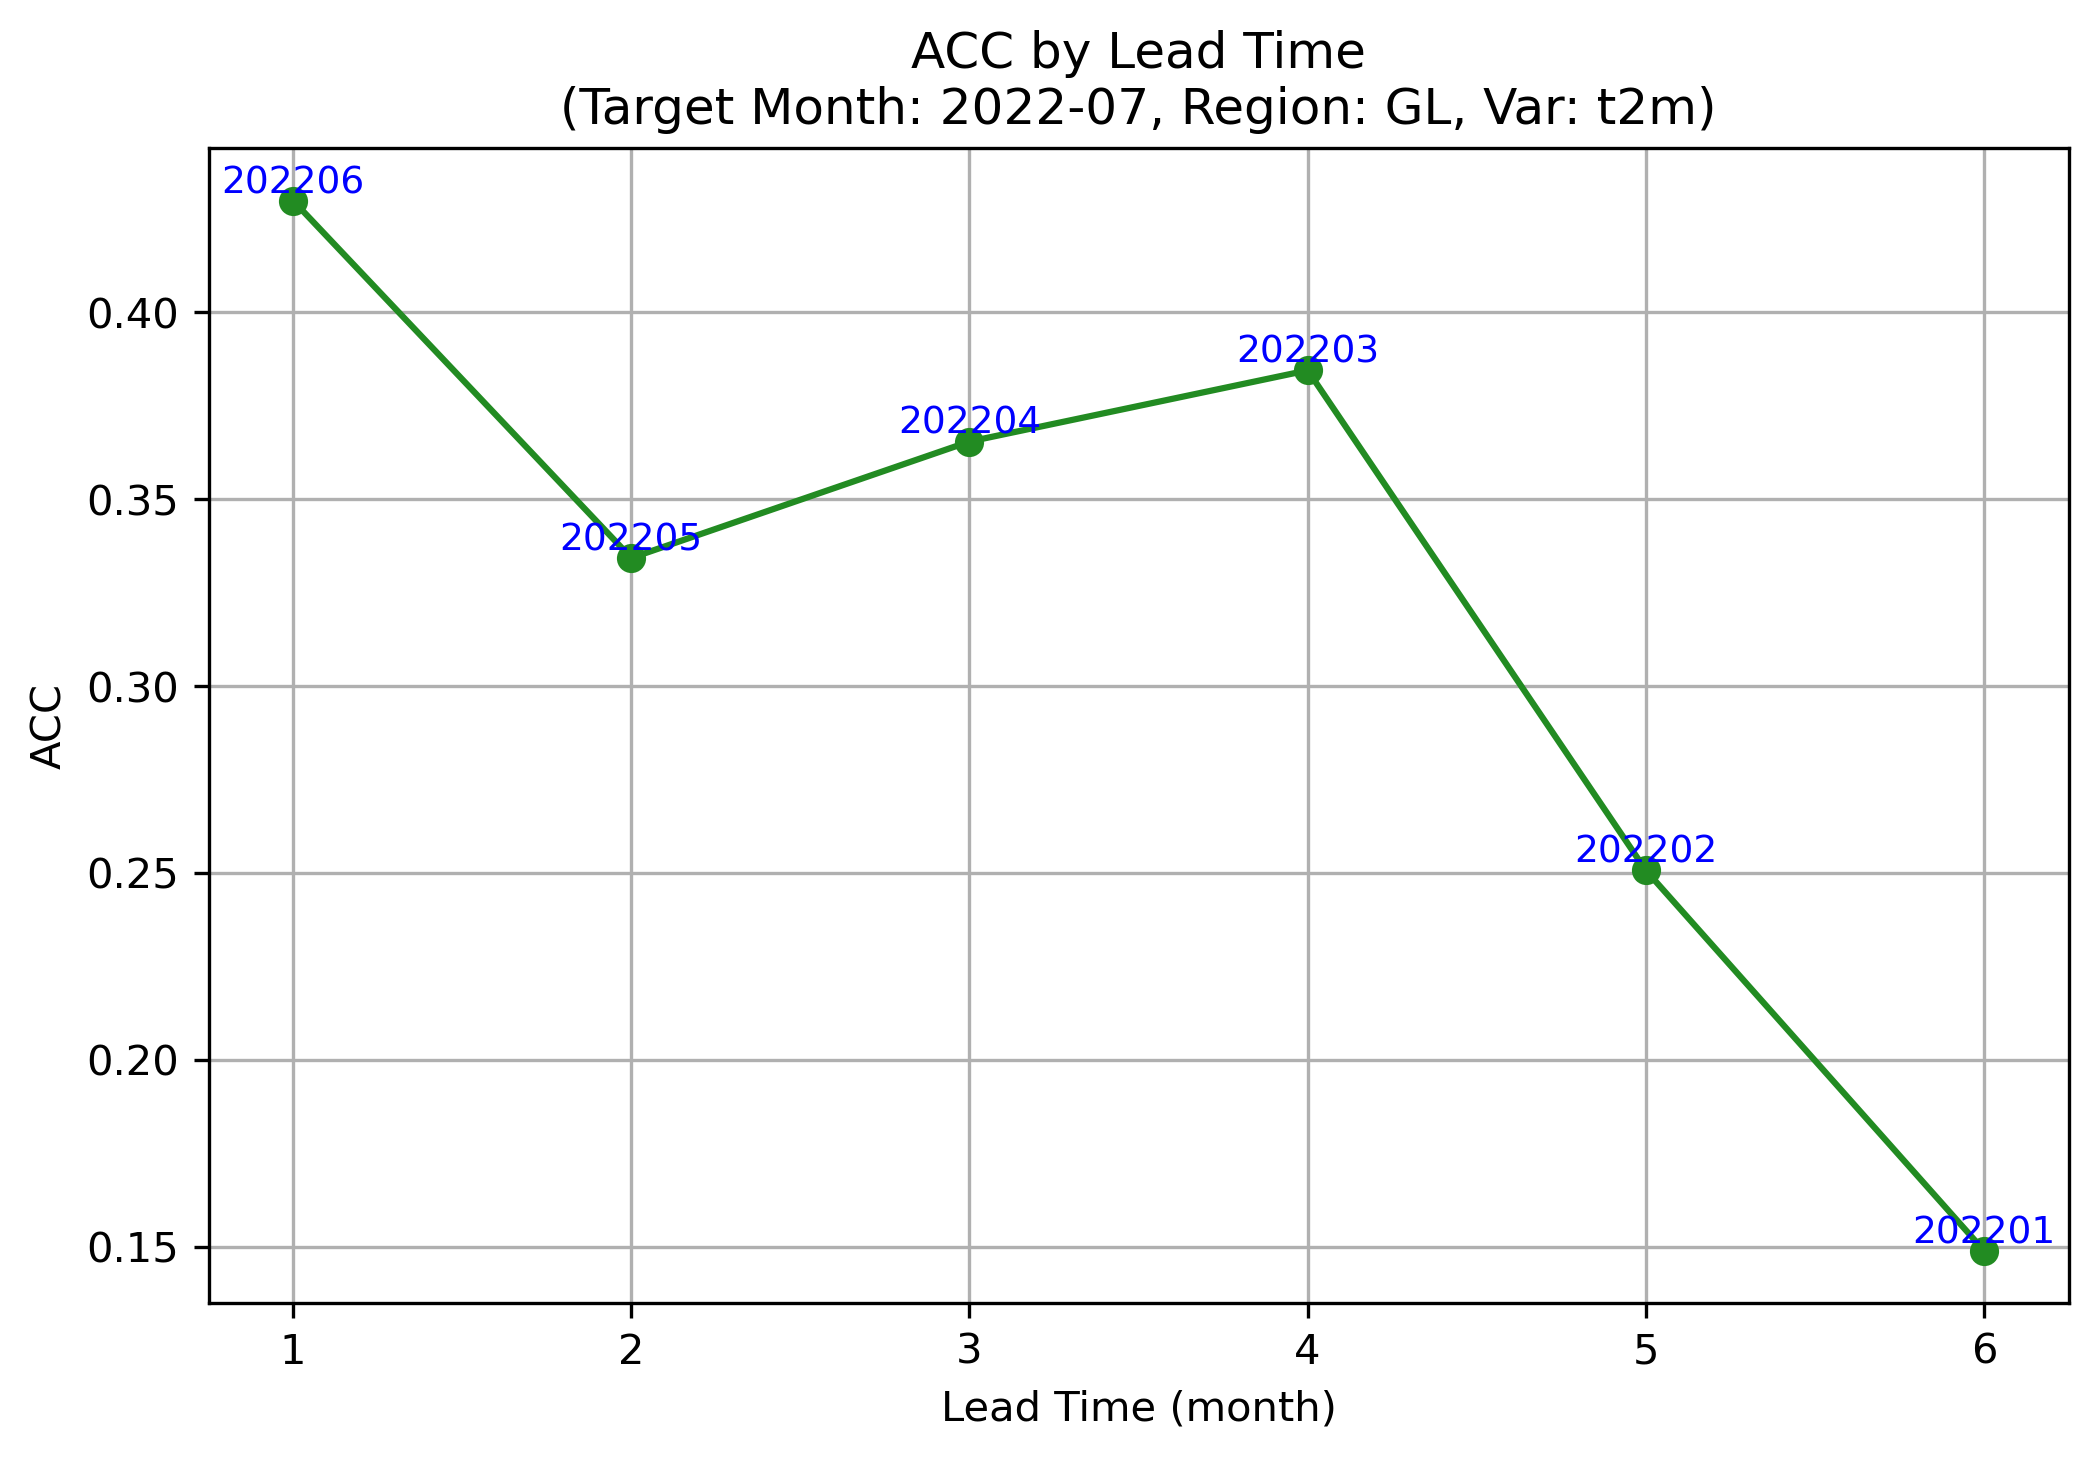 ACC by Lead Time
(Target Month: 2022-07, Region: GL, Var: t2m)
202206
0.40
202203
202204
0.35
202205
ACC
0.30
202202
0.25
0.20
202201
0.15
1 2 3 4 5 6
Lead Time (month)